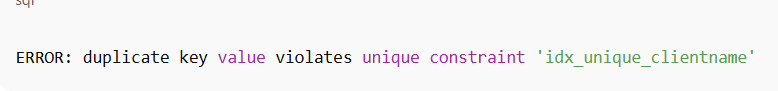 sql
ERROR: duplicate key value violates unique constraint 'idx_unique_clientname'